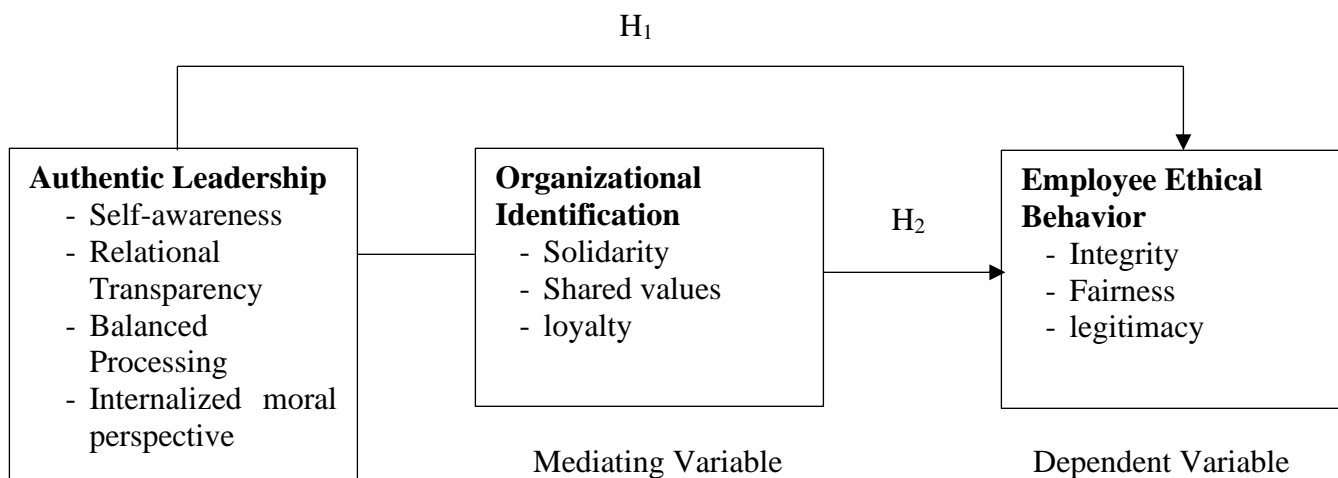 H₁
Authentic Leadership
- Self-awareness
- Relational
Transparency
- Balanced
Processing
- Internalized moral
perspective
Organizational
Identification
- Solidarity
- Shared values
- loyalty
Mediating Variable
H₂
Employee Ethical
Behavior
- Integrity
- Fairness
- legitimacy
Dependent Variable